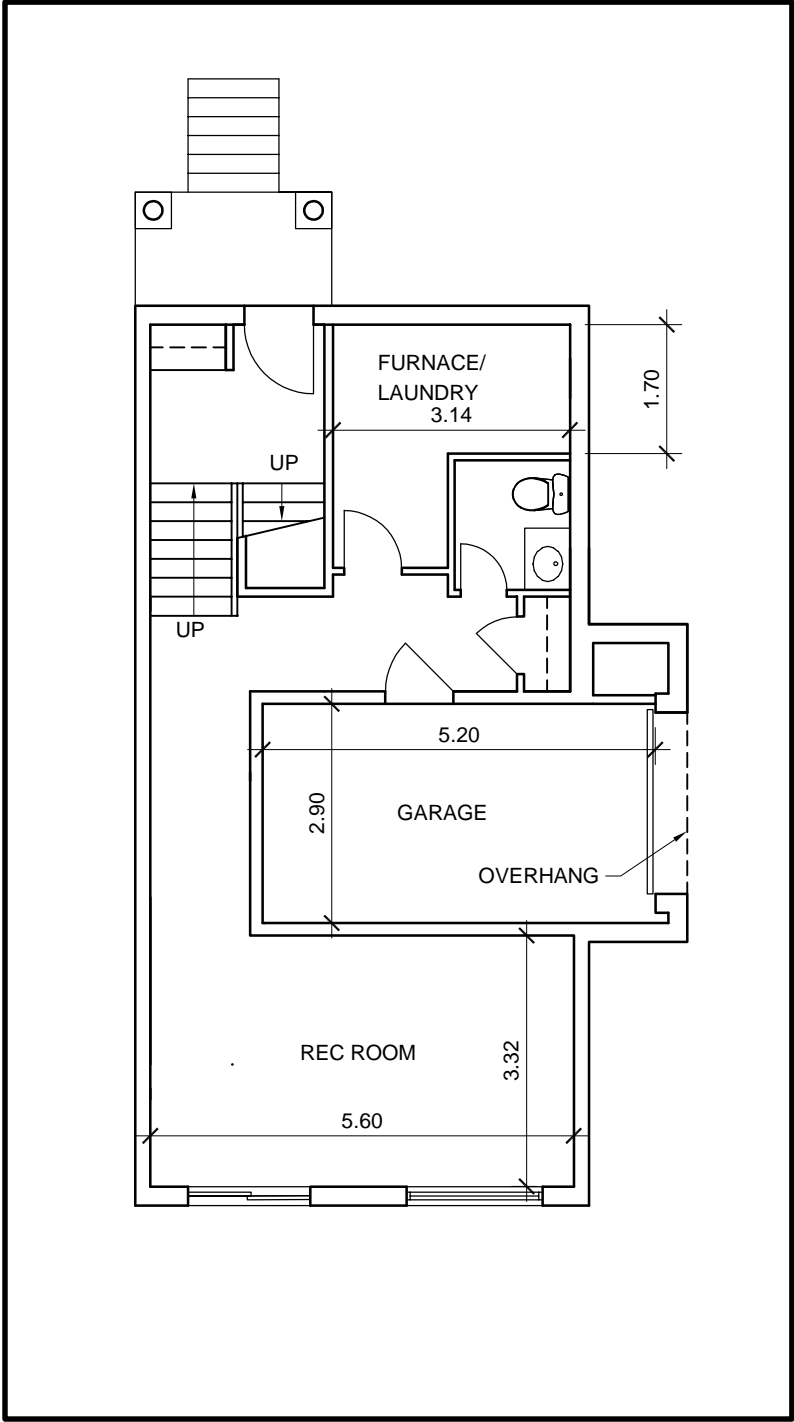 FURNACE/
LAUNDRY
3.14
1.70
UP
UP
5.20
2.90
GARAGE
OVERHANG
REC ROOM
3.32
5.60